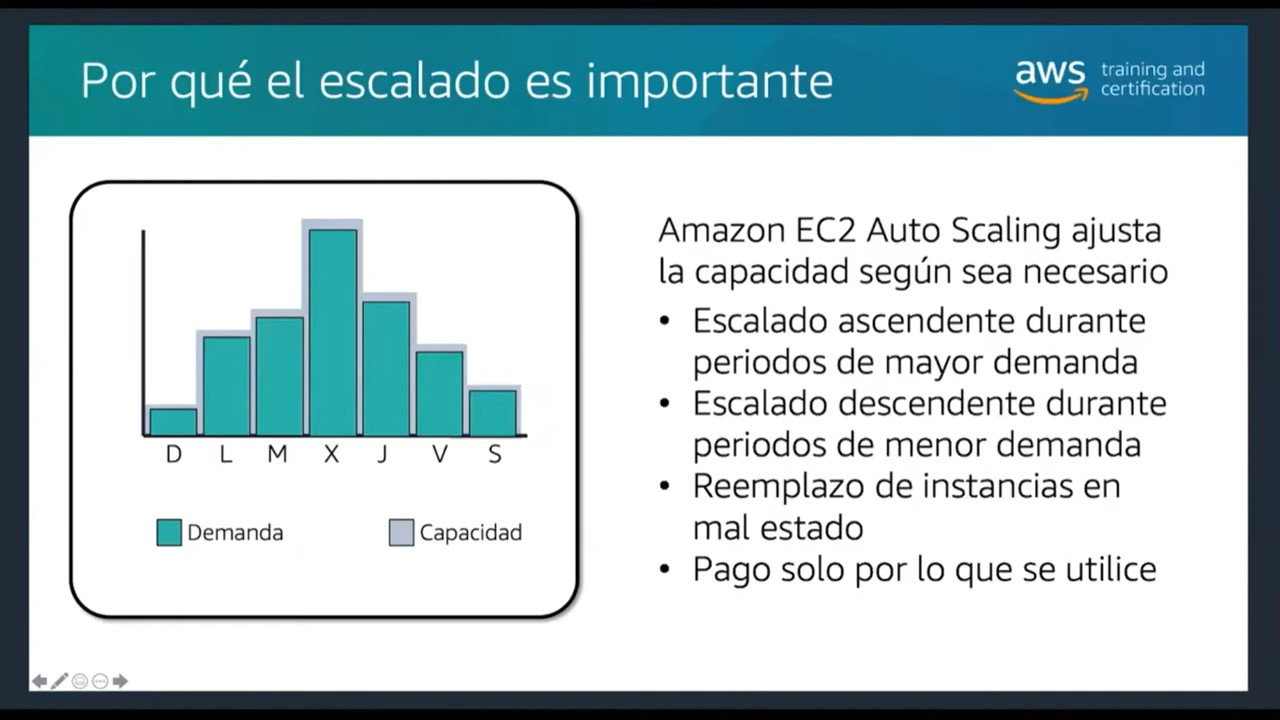 Por qué el escalado es importante
aws training and
certification
D L M X J V S
Demanda Capacidad
Amazon EC2 Auto Scaling ajusta
la capacidad según sea necesario
• Escalado ascendente durante
periodos de mayor demanda
• Escalado descendente durante
periodos de menor demanda
• Reemplazo de instancias en
mal estado
• Pago solo por lo que se utilice